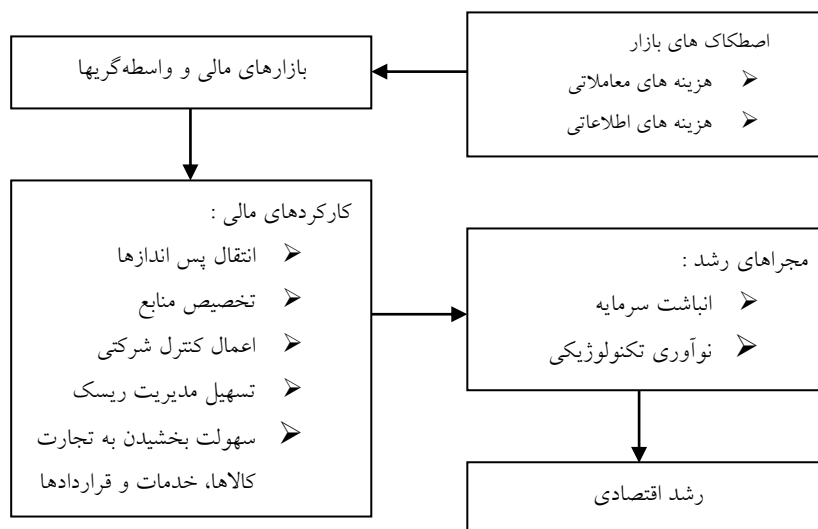 اصطکاک های بازار
➢ هزینه های معاملاتی
➢ هزینه های اطلاعاتی
بازارهای مالی و واسطه‌گریها
کارکردهای مالی :
➢ انتقال پس اندازها
➢ تخصیص منابع
➢ اعمال کنترل شرکتی
➢ تسهیل مدیریت ریسک
➢ سهولت بخشیدن به تجارت
کالاها، خدمات و قراردادها
مجراهای رشد :
➢ انباشت سرمایه
➢ نوآوری تکنولوژیکی
رشد اقتصادی